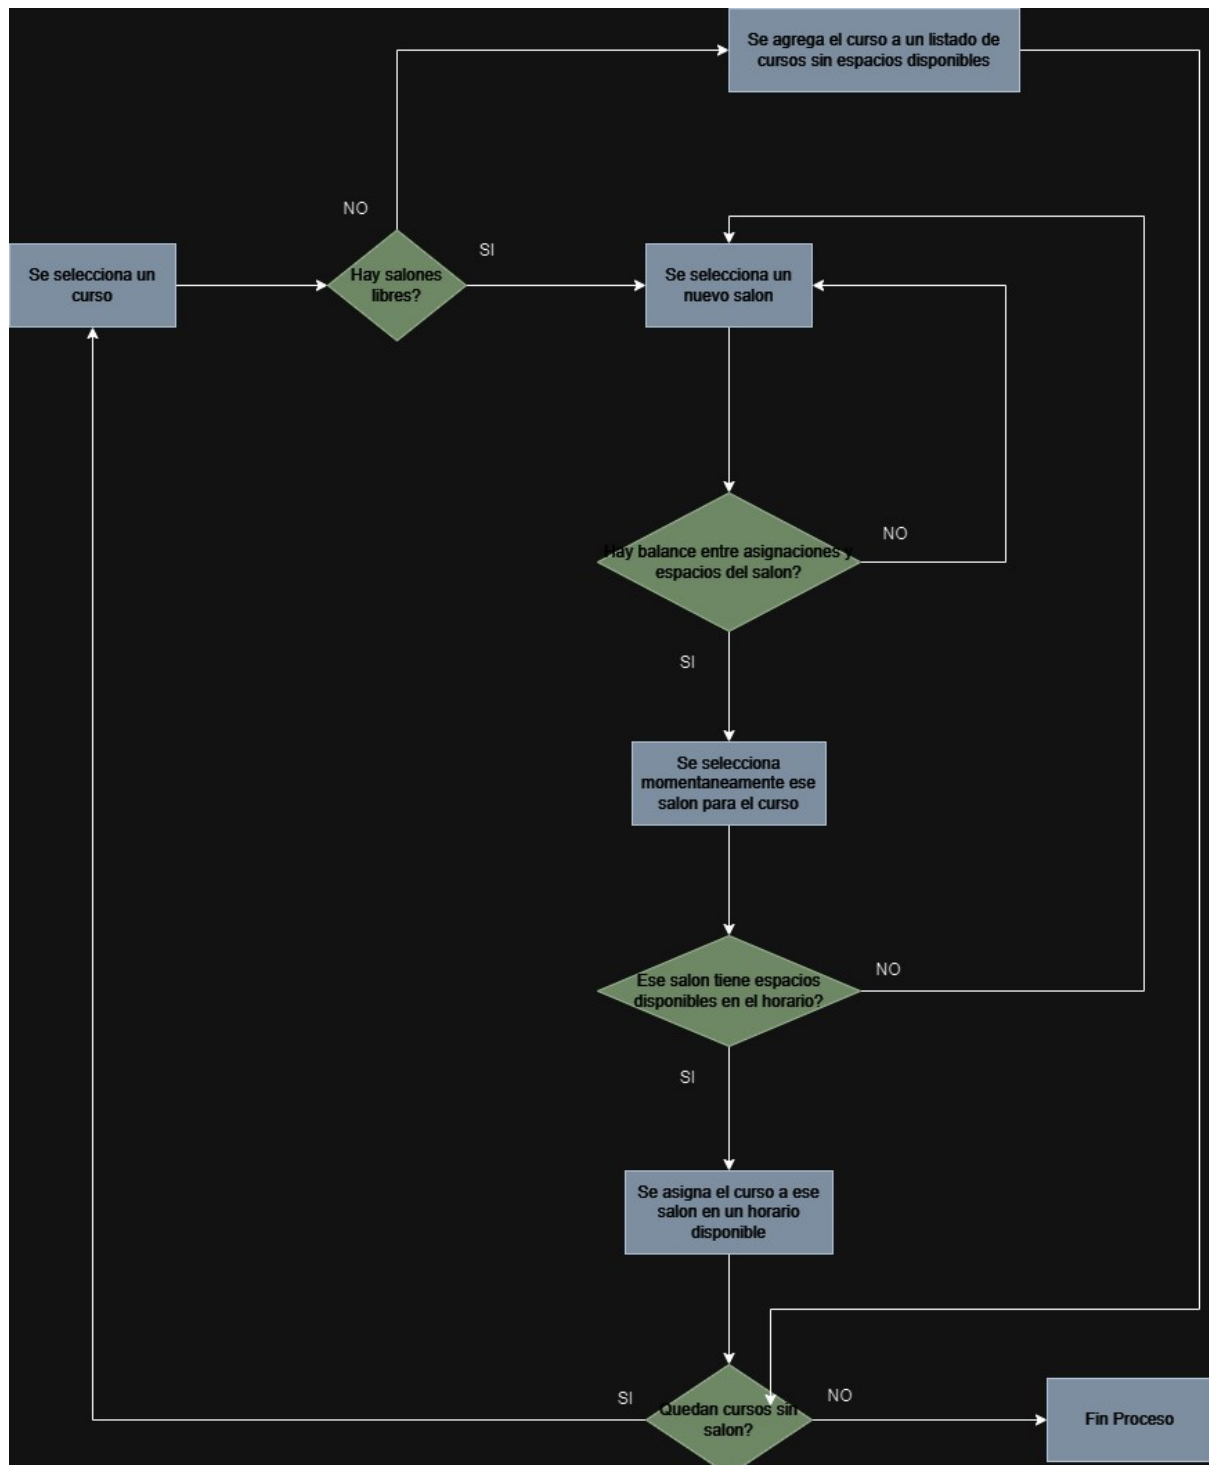 Se agrega el curso a un listado de
cursos sin espacios disponibles
NO
SI
Se selecciona un
curso
Hay salones
libres?
Se selecciona un
nuevo salon
Hay balance entre asignaciones y
espacios del salon?
NO
SI
Se selecciona
momentaneamente ese
salon para el curso
Ese salon tiene espacios
disponibles en el horario?
NO
SI
Se asigna el curso a ese
salon en un horario
disponible
SI
Quedan cursos sin
salon?
NO
Fin Proceso